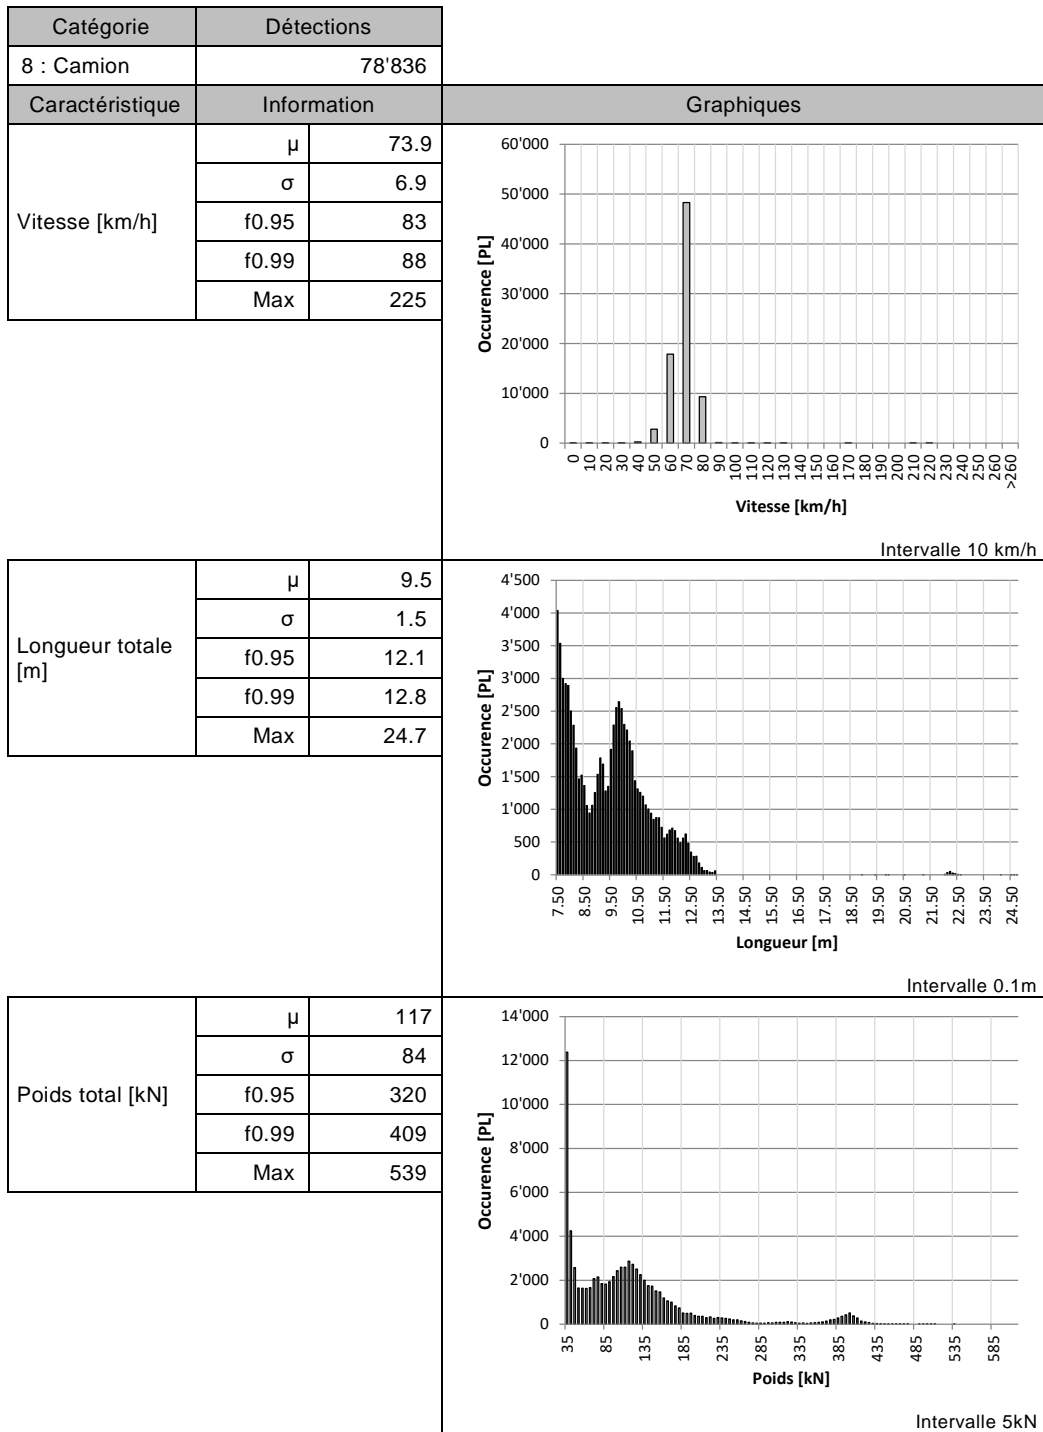 Catégorie Détections
8 : Camion 78'836
Caractéristique Information Graphiques
Vitesse [km/h]
µ 73.9
σ 6.9
f0.95 83
f0.99 88
Max 225
60'000
50'000
40'000
30'000
20'000
10'000
0
Occurence [PL]
0 10 20 30 40 50 60 70 80 90 100 110 120 130 140 150 160 170 180 190 200 210 220 230 240 250 260 >260
Vitesse [km/h]
Intervalle 10 km/h
Longueur totale
[m]
µ 9.5
σ 1.5
f0.95 12.1
f0.99 12.8
Max 24.7
4'500
4'000
3'500
3'000
2'500
2'000
1'500
1'000
500
0
Occurence [PL]
7.50 8.50 9.50 10.50 11.50 12.50 13.50 14.50 15.50 16.50 17.50 18.50 19.50 20.50 21.50 22.50 23.50 24.50
Longueur [m]
Intervalle 0.1m
Poids total [kN]
µ 117
σ 84
f0.95 320
f0.99 409
Max 539
14'000
12'000
10'000
8'000
6'000
4'000
2'000
0
Occurence [PL]
35 85 135 185 235 285 335 385 435 485 535 585
Poids [kN]
Intervalle 5kN